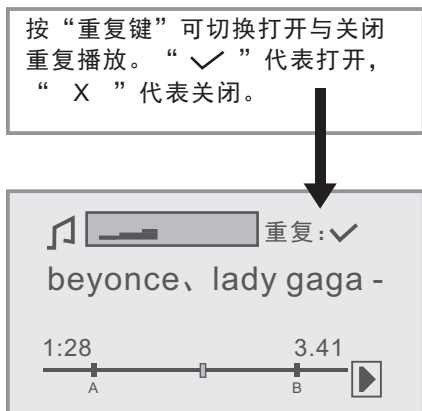 按“重复键”可切换打开与关闭
重复播放。“ ✓ ”代表打开，
“ X ”代表关闭。
重复:✓
beyonce、lady gaga -
1:28 3.41
A B